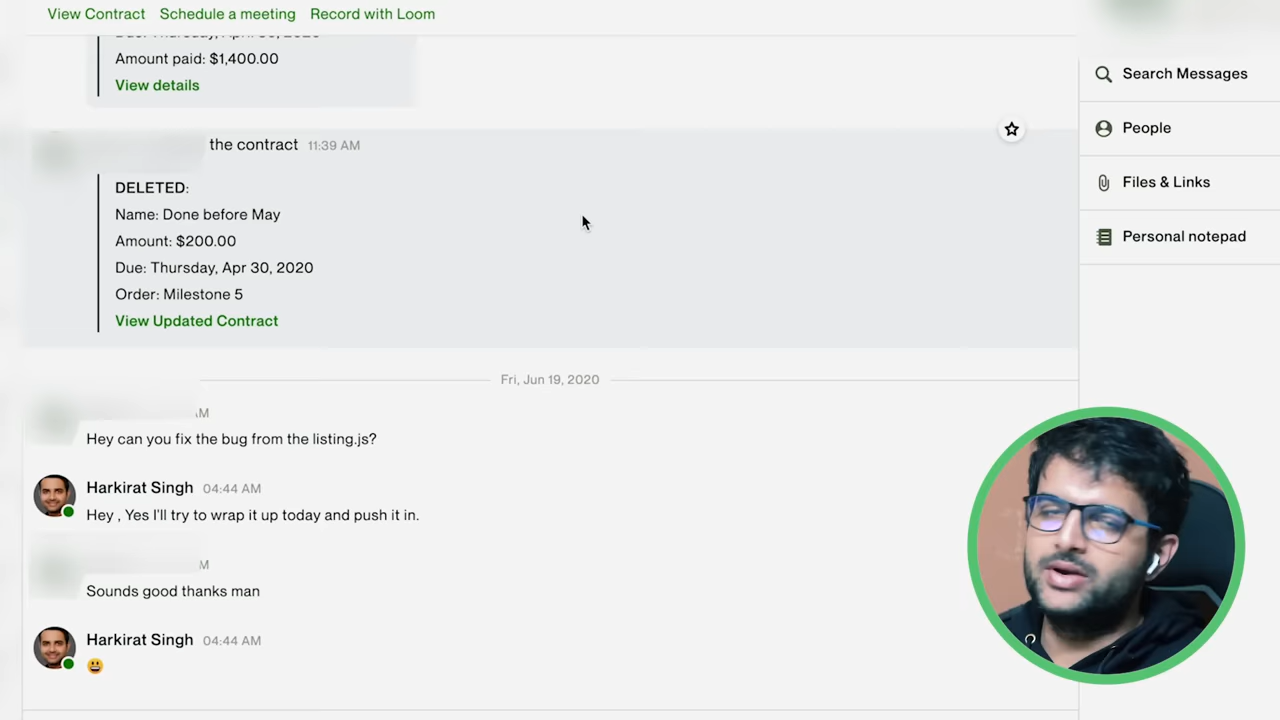 View Contract Schedule a meeting Record with Loom
Amount paid: $1,400.00
View details
the contract 11:39 AM
DELETED:
Name: Done before May
Amount: $200.00
Due: Thursday, Apr 30, 2020
Order: Milestone 5
View Updated Contract
Fri, Jun 19, 2020
Hey can you fix the bug from the listing.js?
Harkirat Singh 04:44 AM
Hey , Yes I'll try to wrap it up today and push it in.
Sounds good thanks man
Harkirat Singh 04:44 AM
😃
Search Messages
People
Files & Links
Personal notepad